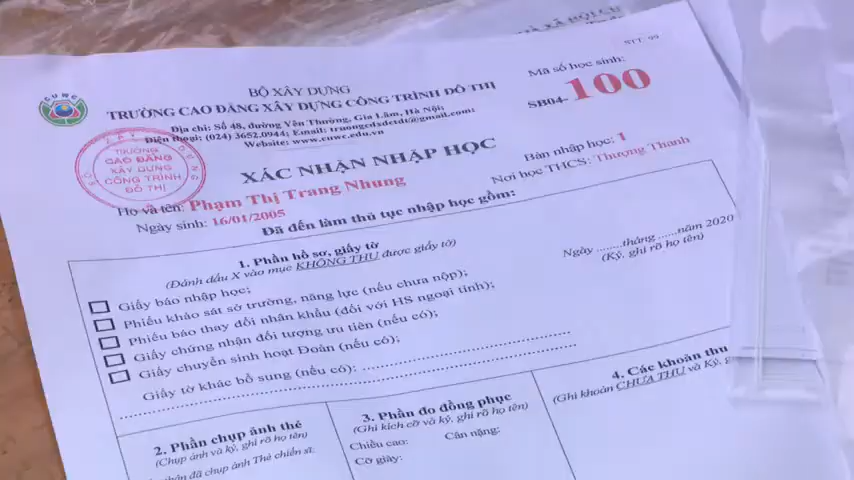 STT: 99
BỘ XÂY DỰNG
TRƯỜNG CAO ĐẲNG XÂY DỰNG CÔNG TRÌNH ĐÔ THỊ
Địa chỉ: Số 48, đường Yên Thường, Gia Lâm, Hà Nội;
Điện thoại: (024) 3652.0944; Email: truongcdxdctdt@gmail.com;
Website: www.cuwc.edu.vn
Mã số học sinh:
SB04-100
CUWC
TRƯỜNG
CAO ĐẲNG
XÂY DỰNG
CÔNG TRÌNH
ĐÔ THỊ
XÁC NHẬN NHẬP HỌC
Bàn nhập học: 1
Họ và tên: Phạm Thị Trang Nhung
Nơi học THCS: Thượng Thanh
Ngày sinh: 16/01/2005
Đã đến làm thủ tục nhập học gồm:
1. Phần hồ sơ, giấy tờ
(Đánh dấu X vào mục KHÔNG THU được giấy tờ)
Giấy báo nhập học;
Phiếu khảo sát sở trường, năng lực (nếu chưa nộp);
Phiếu báo thay đổi nhân khẩu (đối với HS ngoại tỉnh);
Giấy chứng nhận đối tượng ưu tiên (nếu có);
Giấy chuyển sinh hoạt Đoàn (nếu có);
Giấy tờ khác bổ sung (nếu có):
Ngày ........tháng ......năm 2020
(Ký, ghi rõ họ tên)
2. Phần chụp ảnh thẻ
(Chụp ảnh và ký, ghi rõ họ tên)
đã chụp ảnh Thẻ chiến sĩ:
3. Phần đo đồng phục
(Ghi kích cỡ và ký, ghi rõ họ tên)
Chiều cao: Cân nặng:
Cỡ giày:
4. Các khoản thu
(Ghi khoản CHƯA THU và Ký, g